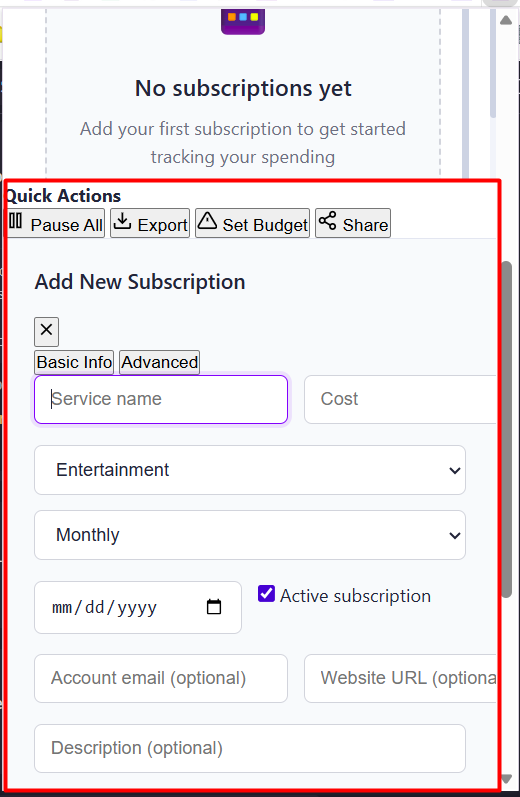 No subscriptions yet
Add your first subscription to get started
tracking your spending
Quick Actions
Pause All Export Set Budget Share
Add New Subscription
Basic Info Advanced
Service name Cost
Entertainment
Monthly
mm/dd/yyyy Active subscription
Account email (optional) Website URL (optiona
Description (optional)